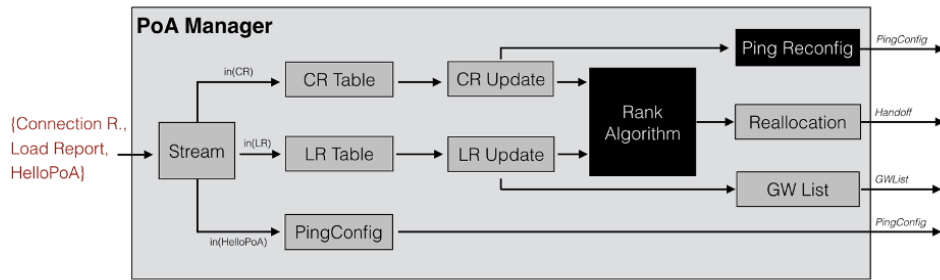 PoA Manager
Ping Reconfig
PingConfig
in(CR)
CR Table
CR Update
{Connection R.,
Load Report,
HelloPoA}
Stream
Rank
Algorithm
Reallocation
Handoff
in(LR)
LR Table
LR Update
GW List
GWList
in(HelloPoA)
PingConfig
PingConfig